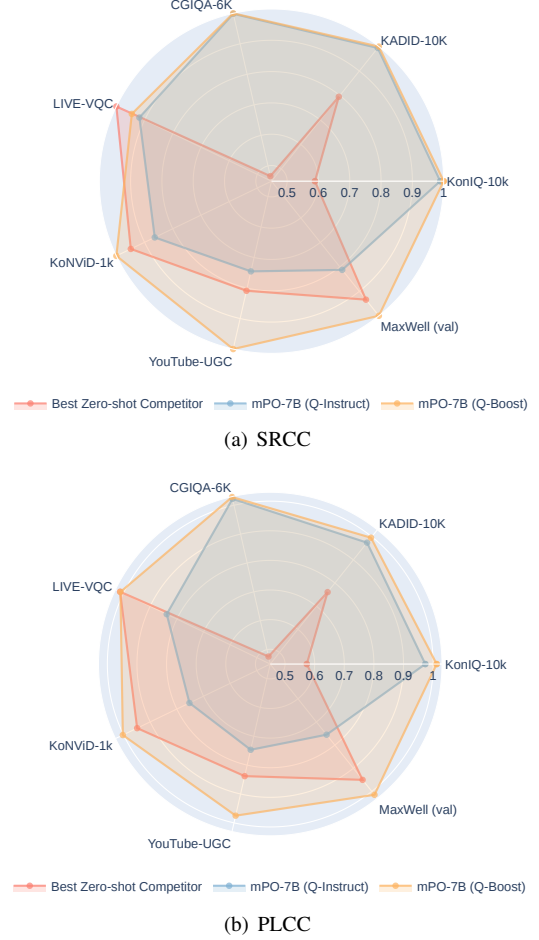 CGIQA-6K
KADID-10K
LIVE-VQC
KonIQ-10k
0.5 0.6 0.7 0.8 0.9 1
KoNViD-1k
MaxWell (val)
YouTube-UGC
Best Zero-shot Competitor mPO-7B (Q-Instruct) mPO-7B (Q-Boost)
(a) SRCC
CGIQA-6K
KADID-10K
LIVE-VQC
KonIQ-10k
0.5 0.6 0.7 0.8 0.9 1
KoNViD-1k
MaxWell (val)
YouTube-UGC
Best Zero-shot Competitor mPO-7B (Q-Instruct) mPO-7B (Q-Boost)
(b) PLCC